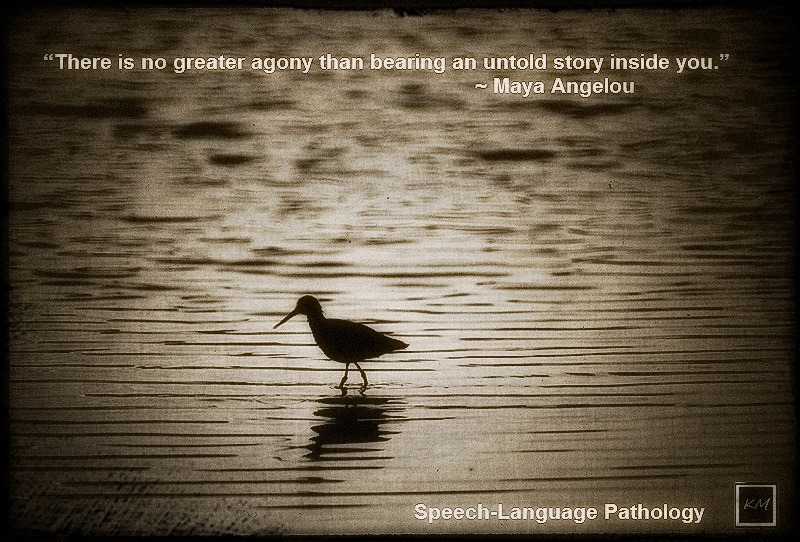 “There is no greater agony than bearing an untold story inside you.”
~ Maya Angelou
Speech-Language Pathology
KM